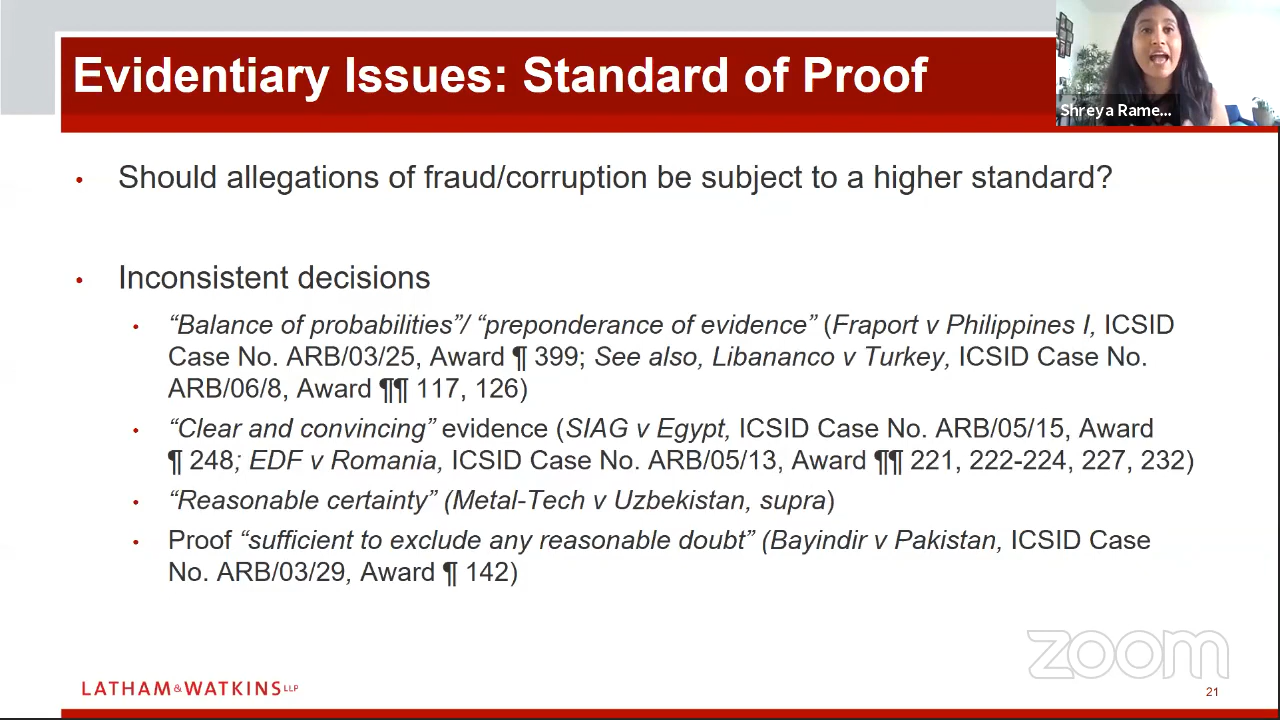 Evidentiary Issues: Standard of Proof
Shreya Rame...
• Should allegations of fraud/corruption be subject to a higher standard?
• Inconsistent decisions
• “Balance of probabilities”/ “preponderance of evidence” (Fraport v Philippines I, ICSID
Case No. ARB/03/25, Award ¶ 399; See also, Libananco v Turkey, ICSID Case No.
ARB/06/8, Award ¶¶ 117, 126)
• “Clear and convincing” evidence (SIAG v Egypt, ICSID Case No. ARB/05/15, Award
¶ 248; EDF v Romania, ICSID Case No. ARB/05/13, Award ¶¶ 221, 222-224, 227, 232)
• “Reasonable certainty” (Metal-Tech v Uzbekistan, supra)
• Proof “sufficient to exclude any reasonable doubt” (Bayindir v Pakistan, ICSID Case
No. ARB/03/29, Award ¶ 142)
zoom
LATHAM&WATKINS LLP
21